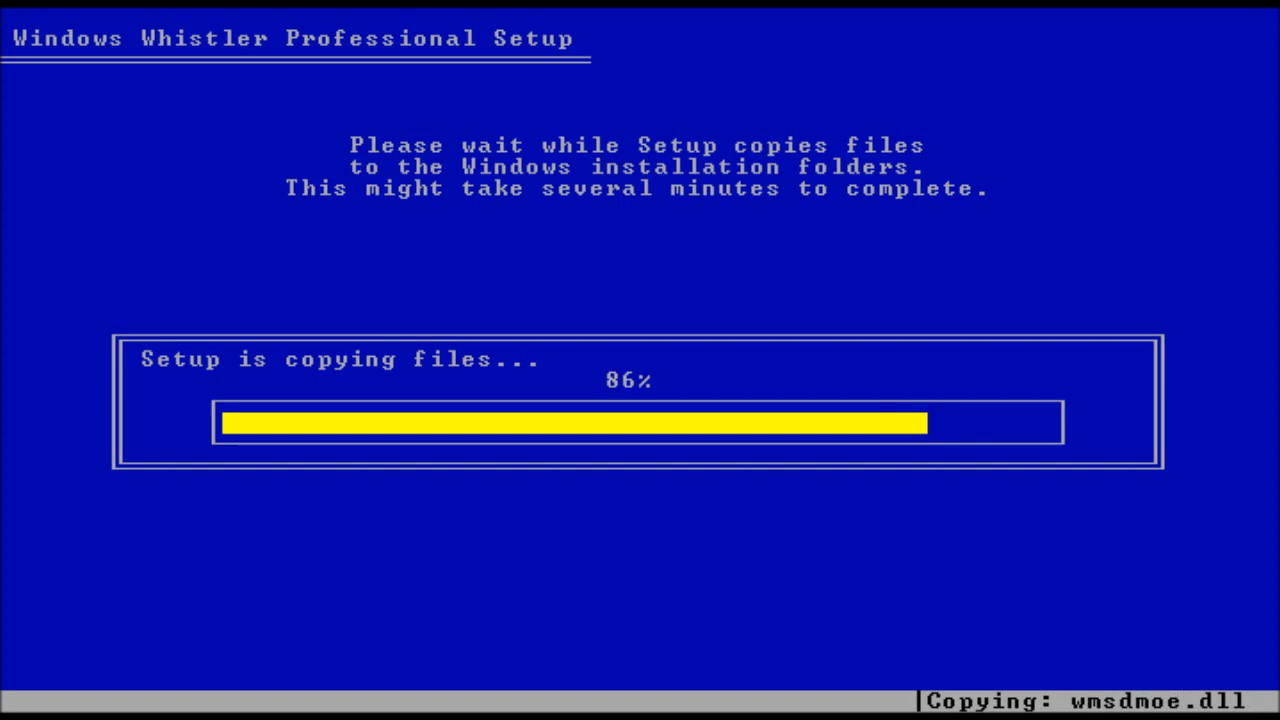 Windows Whistler Professional Setup
Please wait while Setup copies files
to the Windows installation folders.
This might take several minutes to complete.
Setup is copying files...
86%
Copying: wmsdmoe.dll